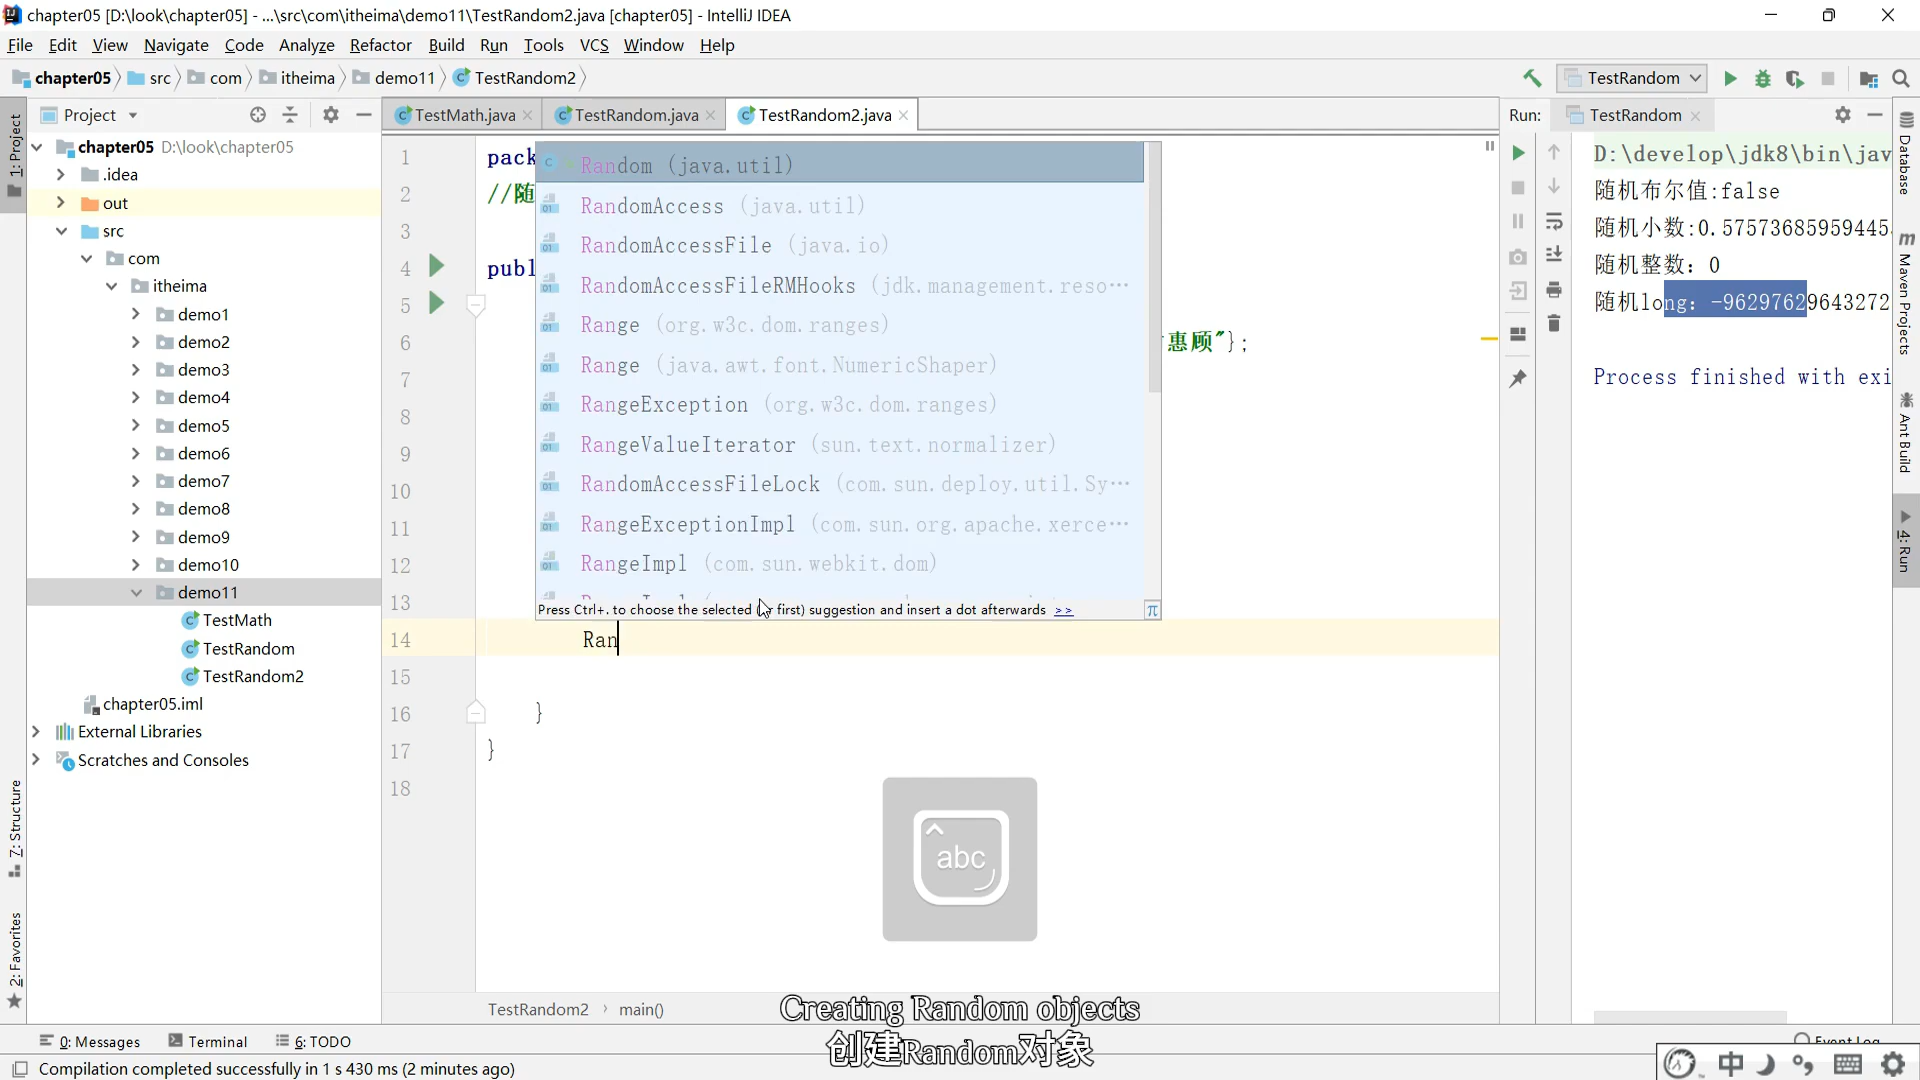 chapter05 [D:\look\chapter05] - ...\src\com\itheima\demo11\TestRandom2.java [chapter05] - IntelliJ IDEA
File Edit View Navigate Code Analyze Refactor Build Run Tools VCS Window Help
chapter05 src com itheima demo11 TestRandom2
TestRandom
1: Project
Project
TestMath.java
TestRandom.java
TestRandom2.java
Run: TestRandom
chapter05 D:\look\chapter05
.idea
out
src
com
itheima
demo1
demo2
demo3
demo4
demo5
demo6
demo7
demo8
demo9
demo10
demo11
TestMath
TestRandom
TestRandom2
chapter05.iml
External Libraries
Scratches and Consoles
7: Structure
2: Favorites
1 pack
2 //随
3
4 publ
5
6 惠顾"};
7
8
9
10
11
12
13
14 Ran
15
16 }
17 }
18
Random (java.util)
RandomAccess (java.util)
RandomAccessFile (java.io)
RandomAccessFileRMHooks (jdk.management.reso…
Range (org.w3c.dom.ranges)
Range (java.awt.font.NumericShaper)
RangeException (org.w3c.dom.ranges)
RangeValueIterator (sun.text.normalizer)
RandomAccessFileLock (com.sun.deploy.util.Sy…
RangeExceptionImpl (com.sun.org.apache.xerce…
RangeImpl (com.sun.webkit.dom)
Press Ctrl+. to choose the selected (or first) suggestion and insert a dot afterwards >>
π
abc
TestRandom2 › main()
D:\develop\jdk8\bin\jav
随机布尔值:false
随机小数:0.5757368595944 5
随机整数: 0
随机long: -9629762964327 2
Process finished with exi
Database
Maven Projects
Ant Build
4: Run
Creating Random objects
创建Random对象
0: Messages Terminal 6: TODO
Event Log
Compilation completed successfully in 1 s 430 ms (2 minutes ago)
中